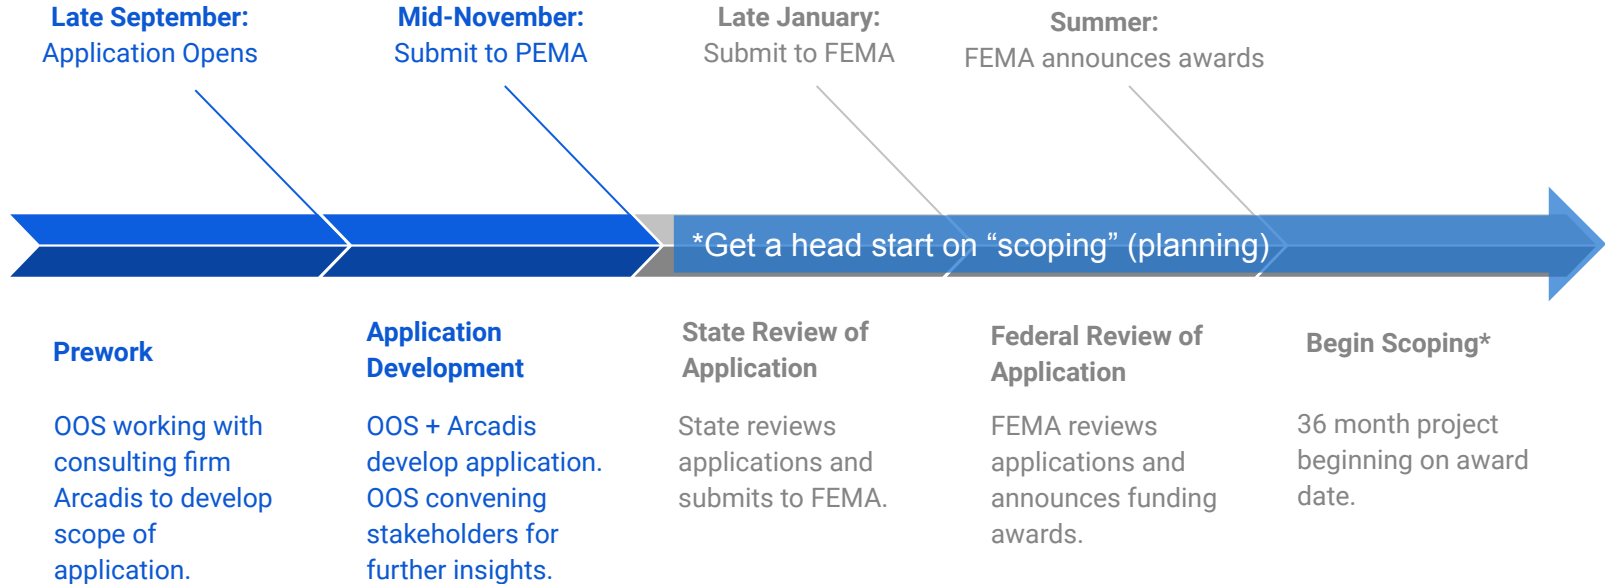 Late September:
Application Opens
Mid-November:
Submit to PEMA
Late January:
Submit to FEMA
Summer:
FEMA announces awards
*Get a head start on “scoping” (planning)
Prework
OOS working with
consulting firm
Arcadis to develop
scope of
application.
Application
Development
OOS + Arcadis
develop application.
OOS convening
stakeholders for
further insights.
State Review of
Application
State reviews
applications and
submits to FEMA.
Federal Review of
Application
FEMA reviews
applications and
announces funding
awards.
Begin Scoping*
36 month project
beginning on award
date.